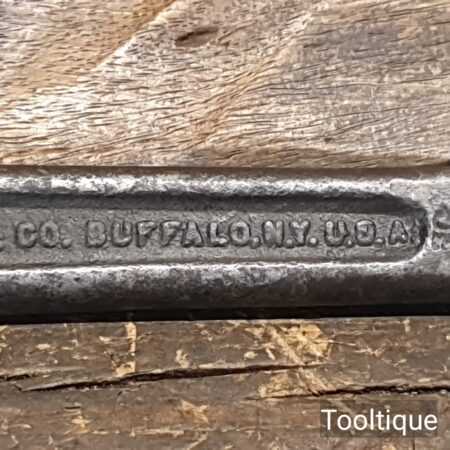 . CO. BUFFALO, N.Y. U.S.A.
Tooltique